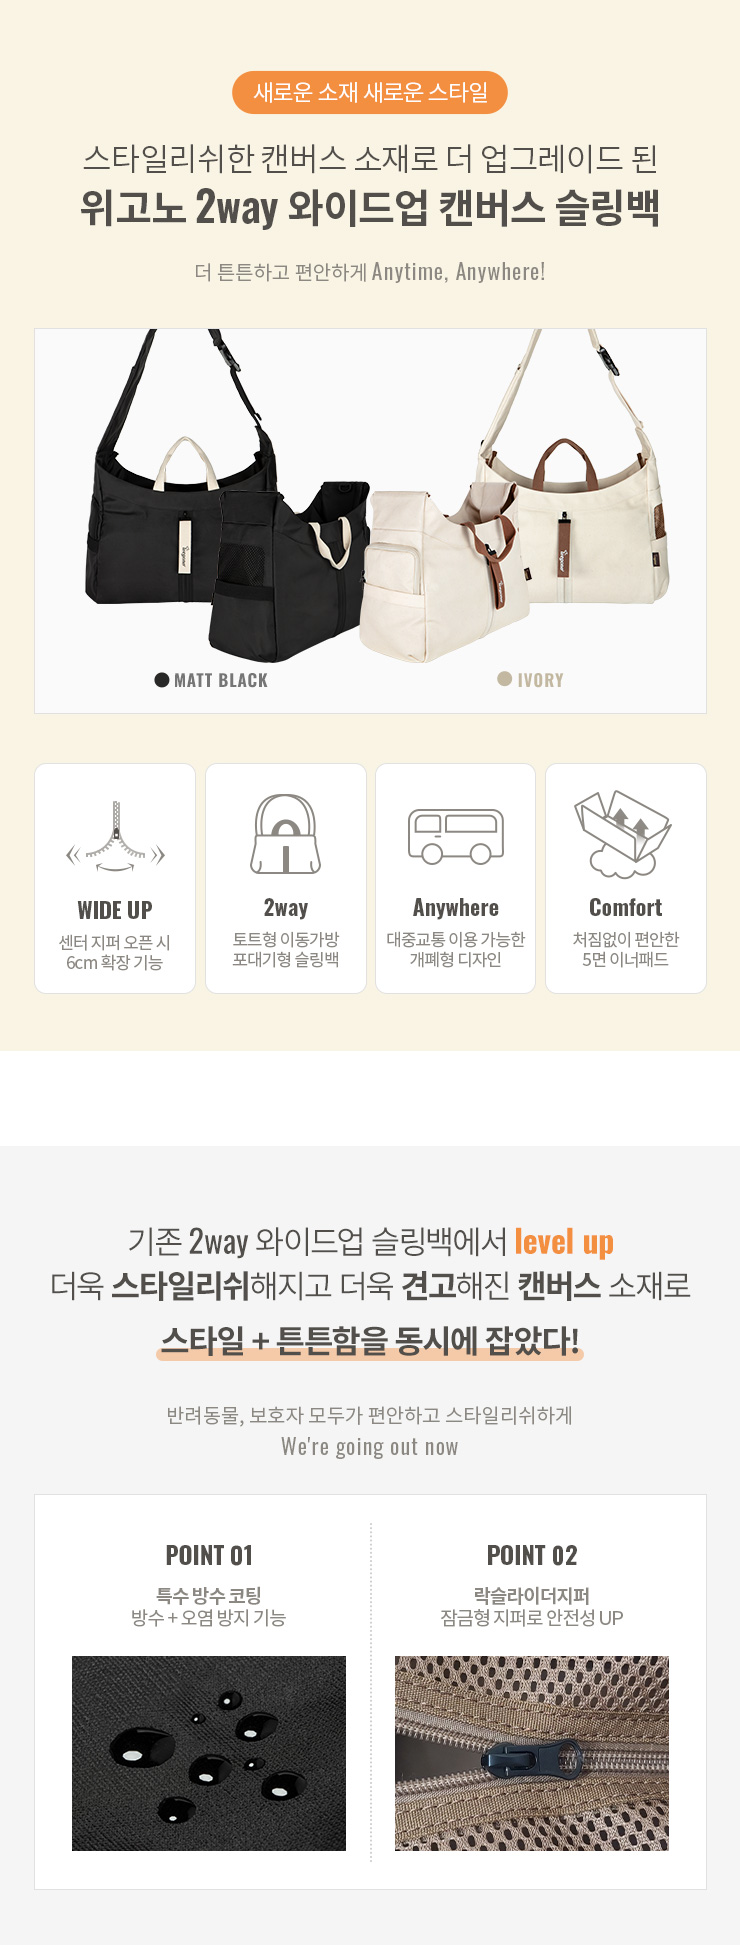 새로운 소재 새로운 스타일
스타일리쉬한 캔버스 소재로 더 업그레이드 된
위고노 2way 와이드업 캔버스 슬링백
더 튼튼하고 편안하게 Anytime, Anywhere!
MATT BLACK
IVORY
WIDE UP
센터 지퍼 오픈 시
6cm 확장 기능
2way
토트형 이동가방
포대기형 슬링백
Anywhere
대중교통 이용 가능한
개폐형 디자인
Comfort
처짐없이 편안한
5면 이너패드
기존 2way 와이드업 슬링백에서 level up
더욱 스타일리쉬해지고 더욱 견고해진 캔버스 소재로
스타일 + 튼튼함을 동시에 잡았다!
반려동물, 보호자 모두가 편안하고 스타일리쉬하게
We're going out now
POINT 01
특수 방수 코팅
방수 + 오염 방지 기능
POINT 02
락슬라이더지퍼
잠금형 지퍼로 안전성 UP